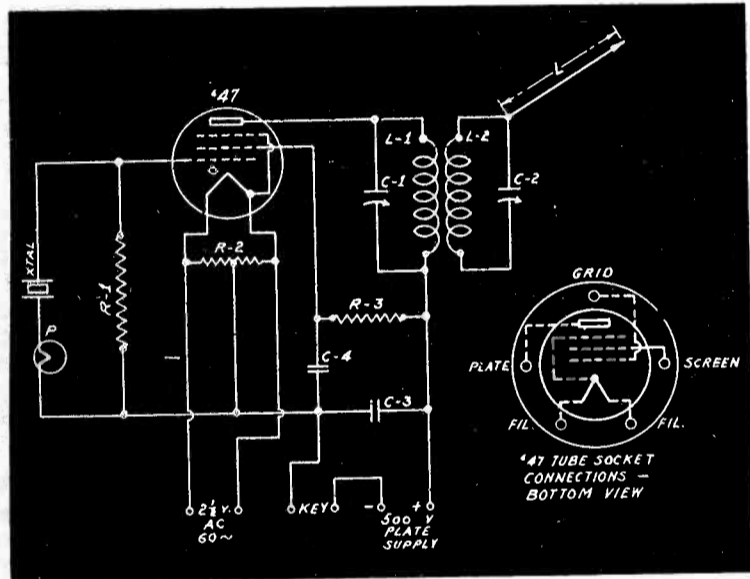 '47
L
L-1
L-2
C-1
C-2
XTAL
R-1
R-2
P
R-3
C-4
C-3
GRID
PLATE
SCREEN
FIL.
FIL.
'47 TUBE SOCKET
CONNECTIONS —
BOTTOM VIEW
2½ V.
AC
60~
KEY
- +
500 V
PLATE
SUPPLY